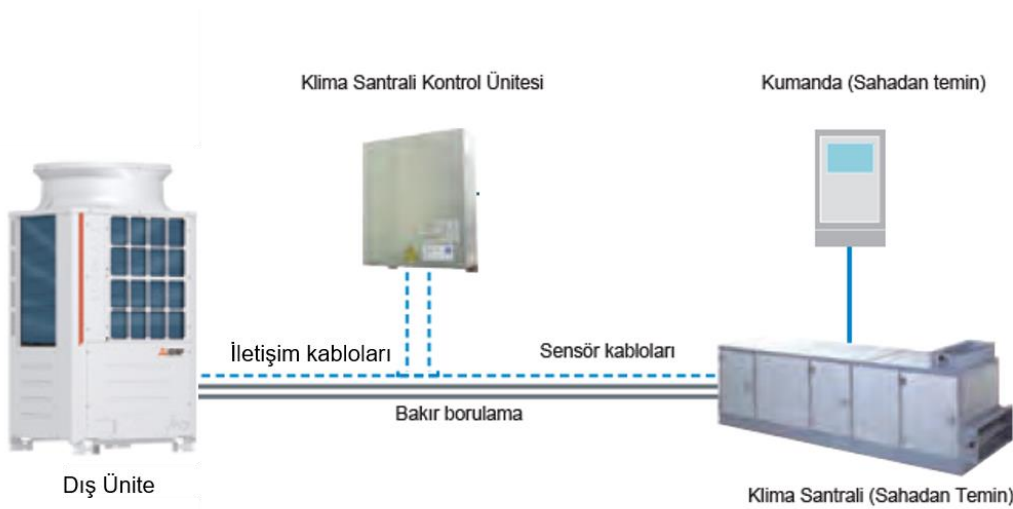 Klima Santrali Kontrol Ünitesi
Kumanda (Sahadan temin)
İletişim kabloları
Sensör kabloları
Bakır borulama
Dış Ünite
Klima Santrali (Sahadan Temin)